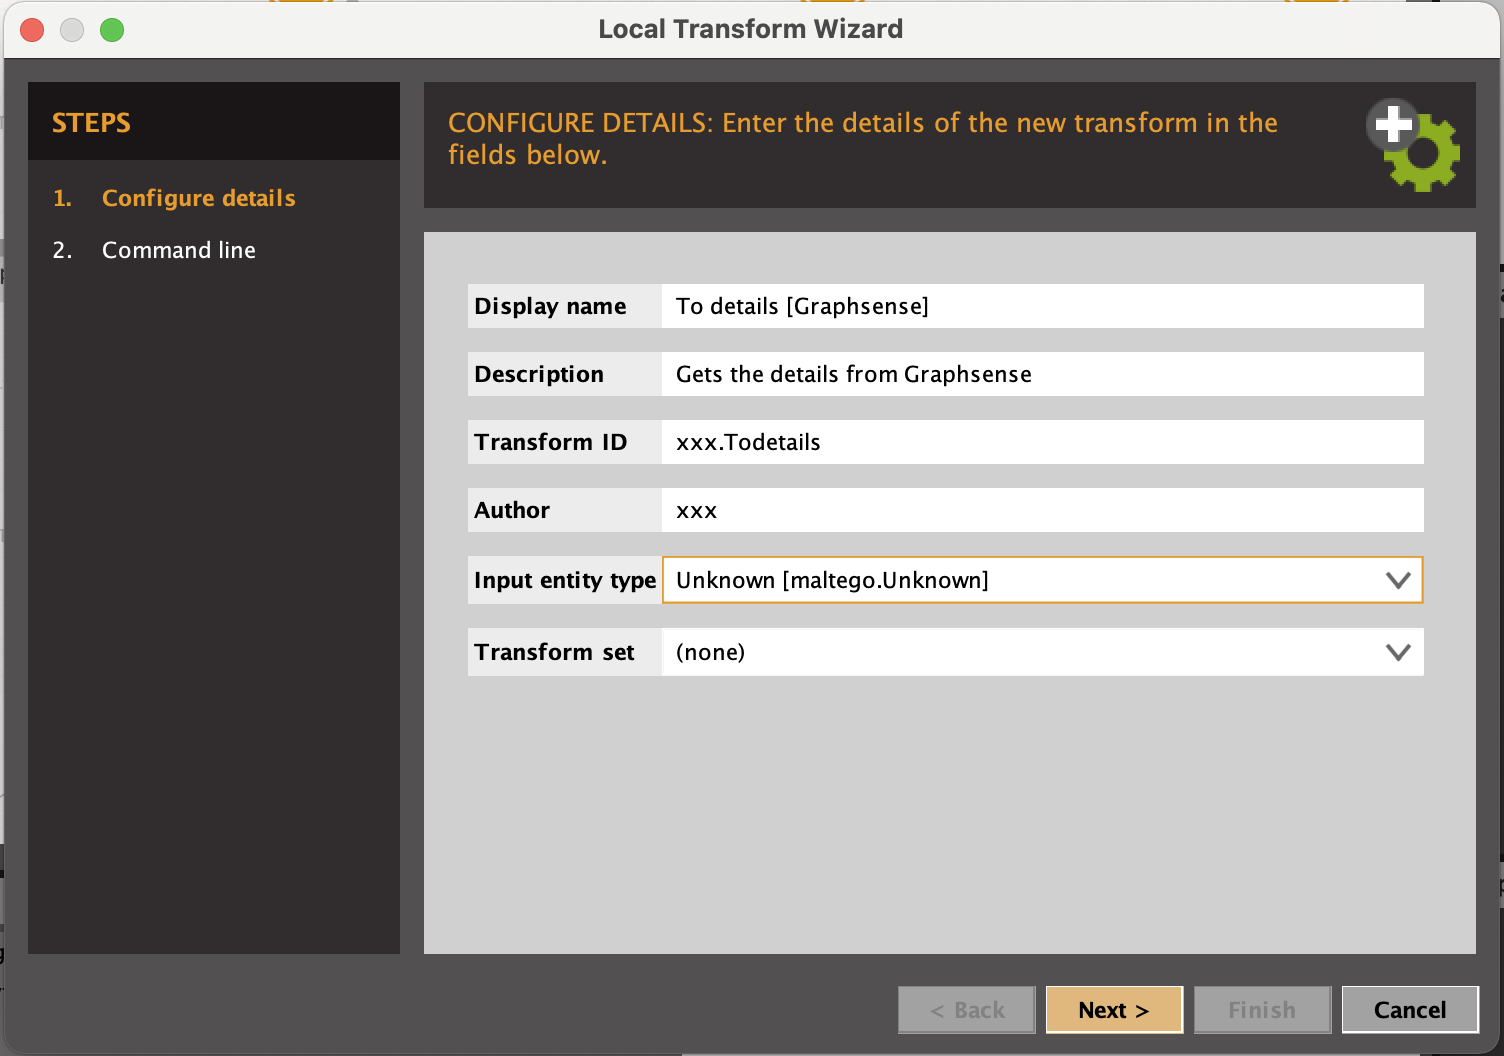 Local Transform Wizard
STEPS
1. Configure details
2. Command line
CONFIGURE DETAILS: Enter the details of the new transform in the
fields below.
Display name To details [Graphsense]
Description Gets the details from Graphsense
Transform ID xxx.Todetails
Author xxx
Input entity type Unknown [maltego.Unknown]
Transform set (none)
< Back Next > Finish Cancel